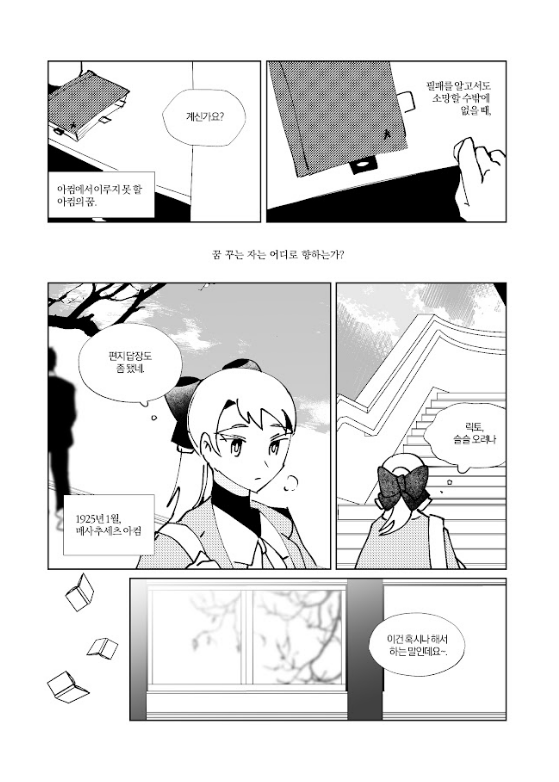 계신가요?
아컴에서 이루지 못 할
아컴의 꿈.
필패를 알고서도
소망할 수밖에
없을 때,
꿈 꾸는 자는 어디로 향하는가?
편지 답장도
좀 됐네.
1925년 1월,
매사추세츠 아컴
릭토,
슬슬 오려나
이건 혹시나 해서
하는 말인데요~.